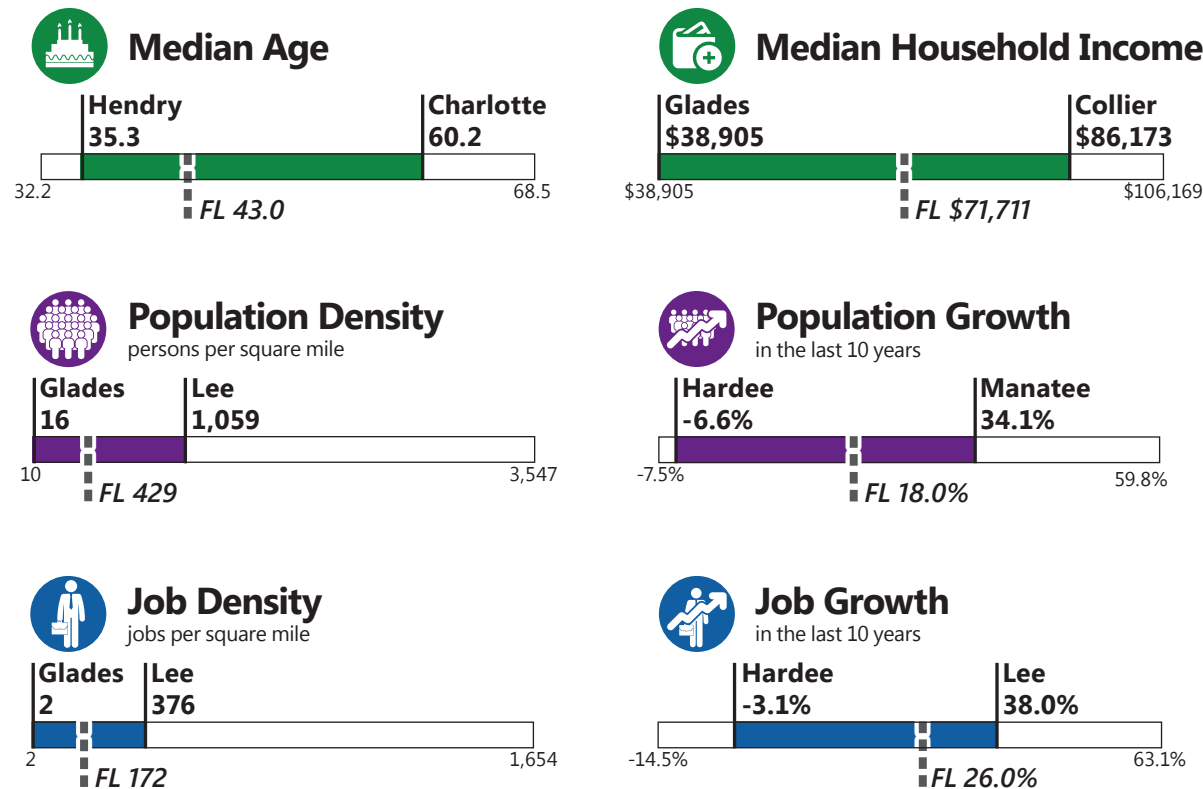 Median Age
Hendry
35.3
Charlotte
60.2
32.2
68.5
FL 43.0
Median Household Income
Glades
$38,905
Collier
$86,173
$38,905
$106,169
FL $71,711
Population Density
persons per square mile
Glades
16
Lee
1,059
10
3,547
FL 429
Population Growth
in the last 10 years
Hardee
-6.6%
Manatee
34.1%
-7.5%
59.8%
FL 18.0%
Job Density
jobs per square mile
Glades
2
Lee
376
2
1,654
FL 172
Job Growth
in the last 10 years
Hardee
-3.1%
Lee
38.0%
-14.5%
63.1%
FL 26.0%